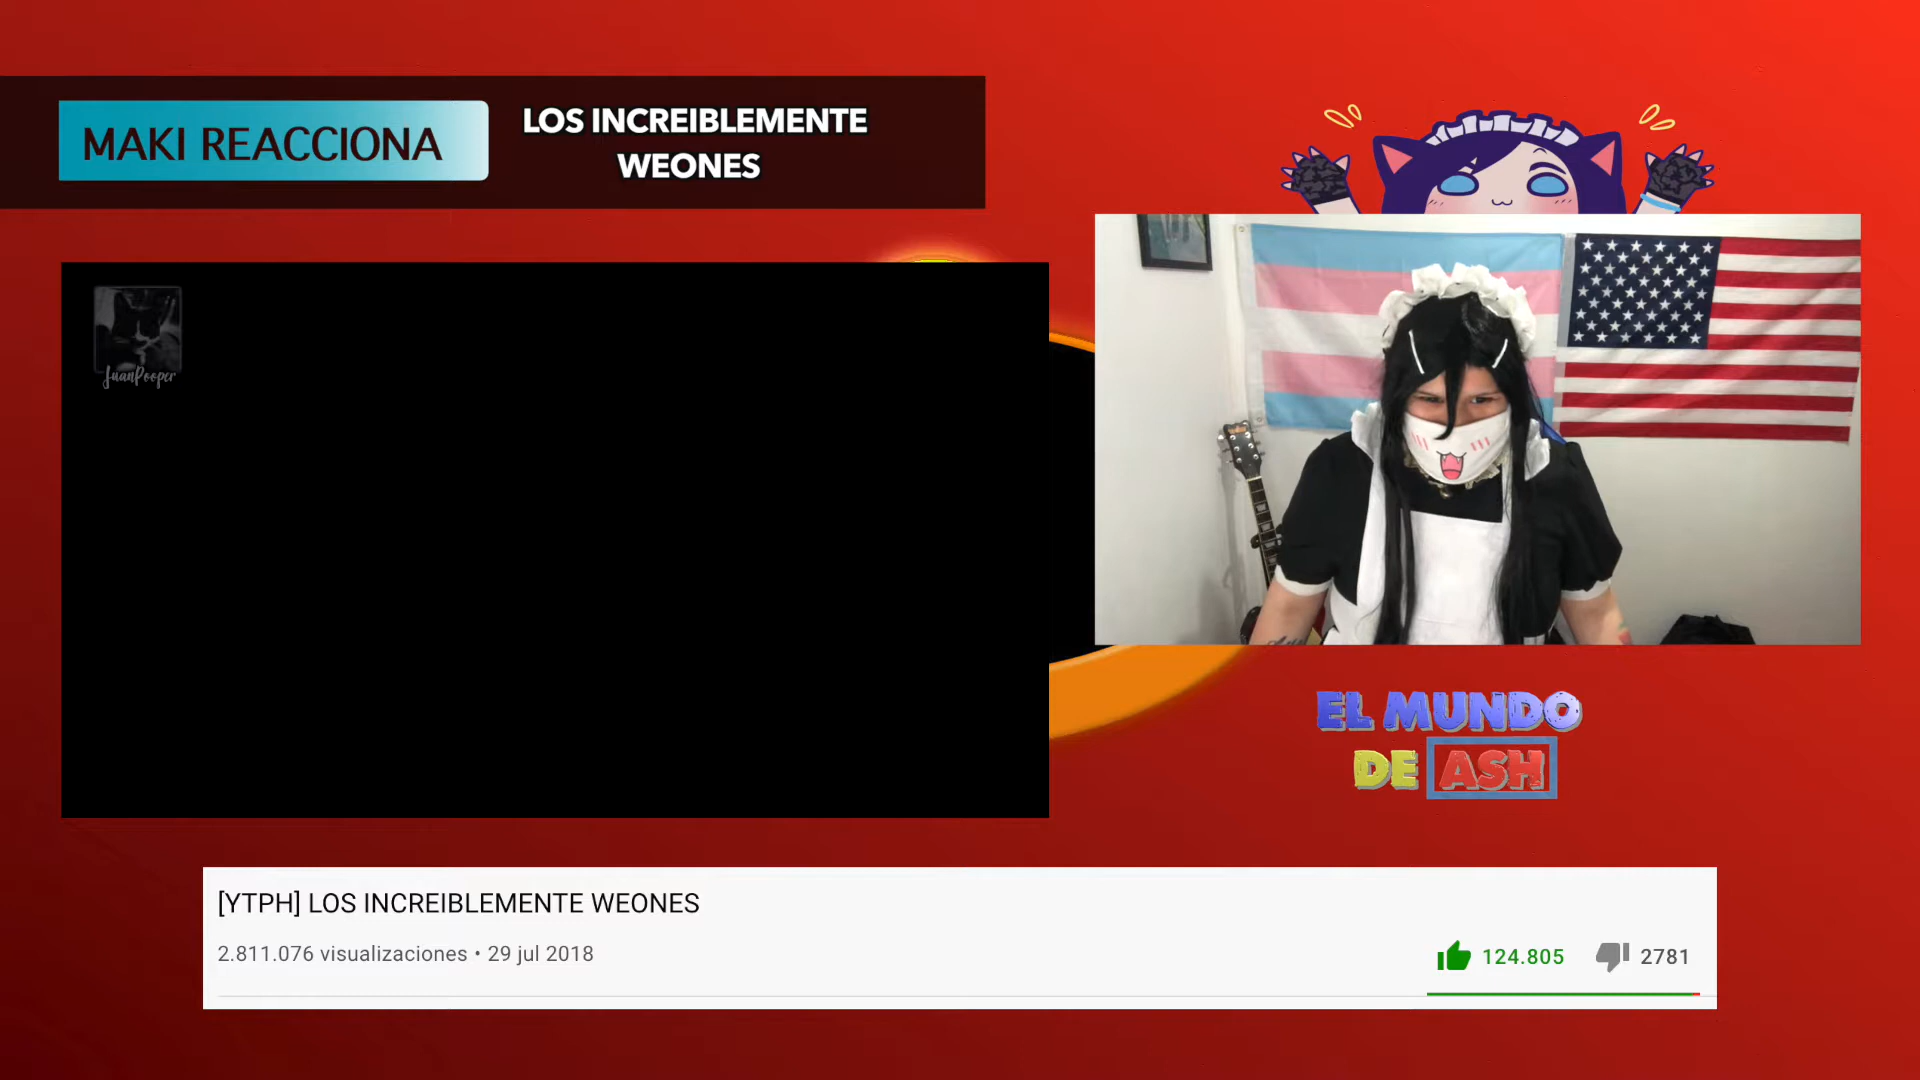 MAKI REACCIONA
LOS INCREIBLEMENTE
WEONES
JuanPooper
EL MUNDO
DE ASH
[YTPH] LOS INCREIBLEMENTE WEONES
2.811.076 visualizaciones • 29 jul 2018
124.805
2781